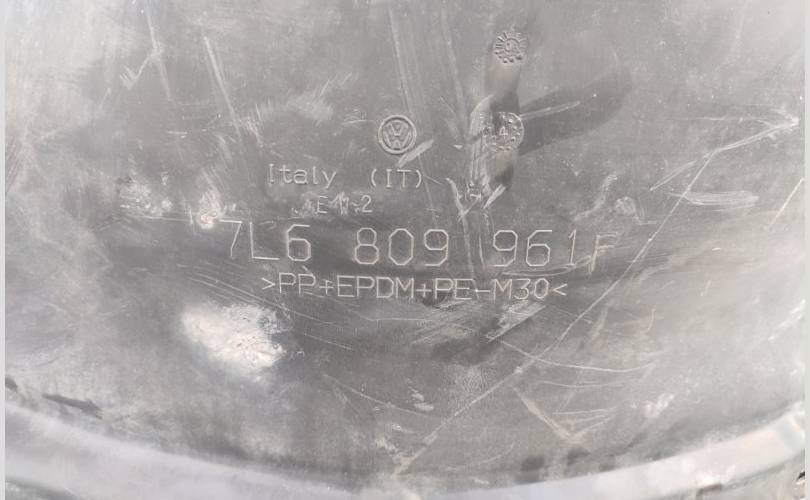 Italy (IT)
7L6 809 961F
>PP+EPDM+PE-M30<